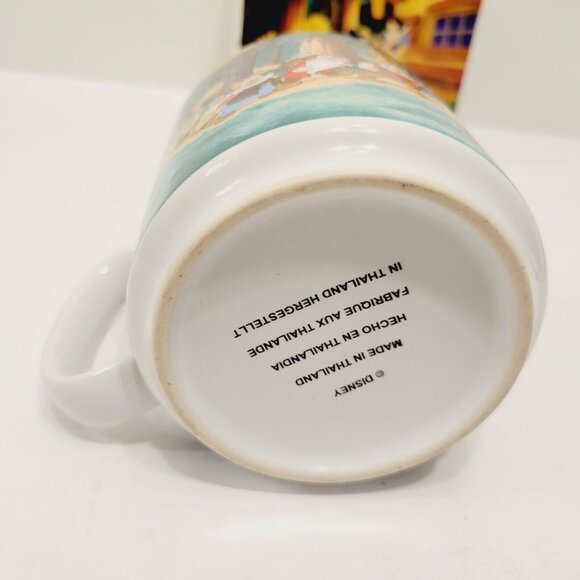 © DISNEY
MADE IN THAILAND
HECHO EN THAILANDIA
FABRIQUE AUX THAILANDE
IN THAILAND HERGESTELLT